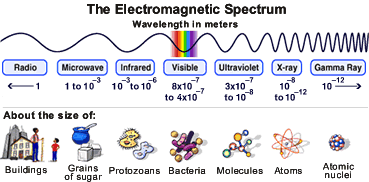 The Electromagnetic Spectrum
Wavelength in meters
Radio Microwave Infrared Visible Ultraviolet X-ray Gamma Ray
← 1 1 to 10⁻³ 10⁻³ to 10⁻⁶ 8x10⁻⁷ 3x10⁻⁷ 10⁻⁸ 10⁻¹² →
to 4x10⁻⁷ to 10⁻⁸ to 10⁻¹²
About the size of:
Buildings Grains Protozoans Bacteria Molecules Atoms Atomic
of sugar nuclei